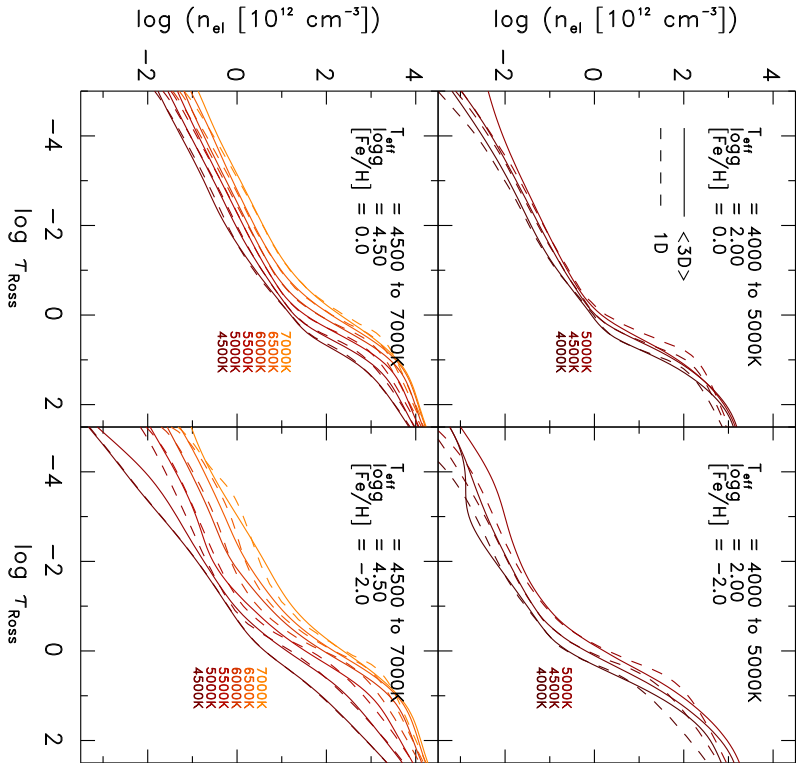 log (n_el [10^12 cm^-3])
4
2
0
-2
T_eff = 4000 to 5000K
logg = 2.00
[Fe/H] = 0.0
<3D>
1D
5000K
4500K
4000K
T_eff = 4000 to 5000K
logg = 2.00
[Fe/H] = -2.0
5000K
4500K
4000K
log (n_el [10^12 cm^-3])
4
2
0
-2
T_eff = 4500 to 7000K
logg = 4.50
[Fe/H] = 0.0
7000K
6500K
6000K
5500K
5000K
4500K
T_eff = 4500 to 7000K
logg = 4.50
[Fe/H] = -2.0
7000K
6500K
6000K
5500K
5000K
4500K
-4 -2 0 2
-4 -2 0 2
log τ_Ross
log τ_Ross